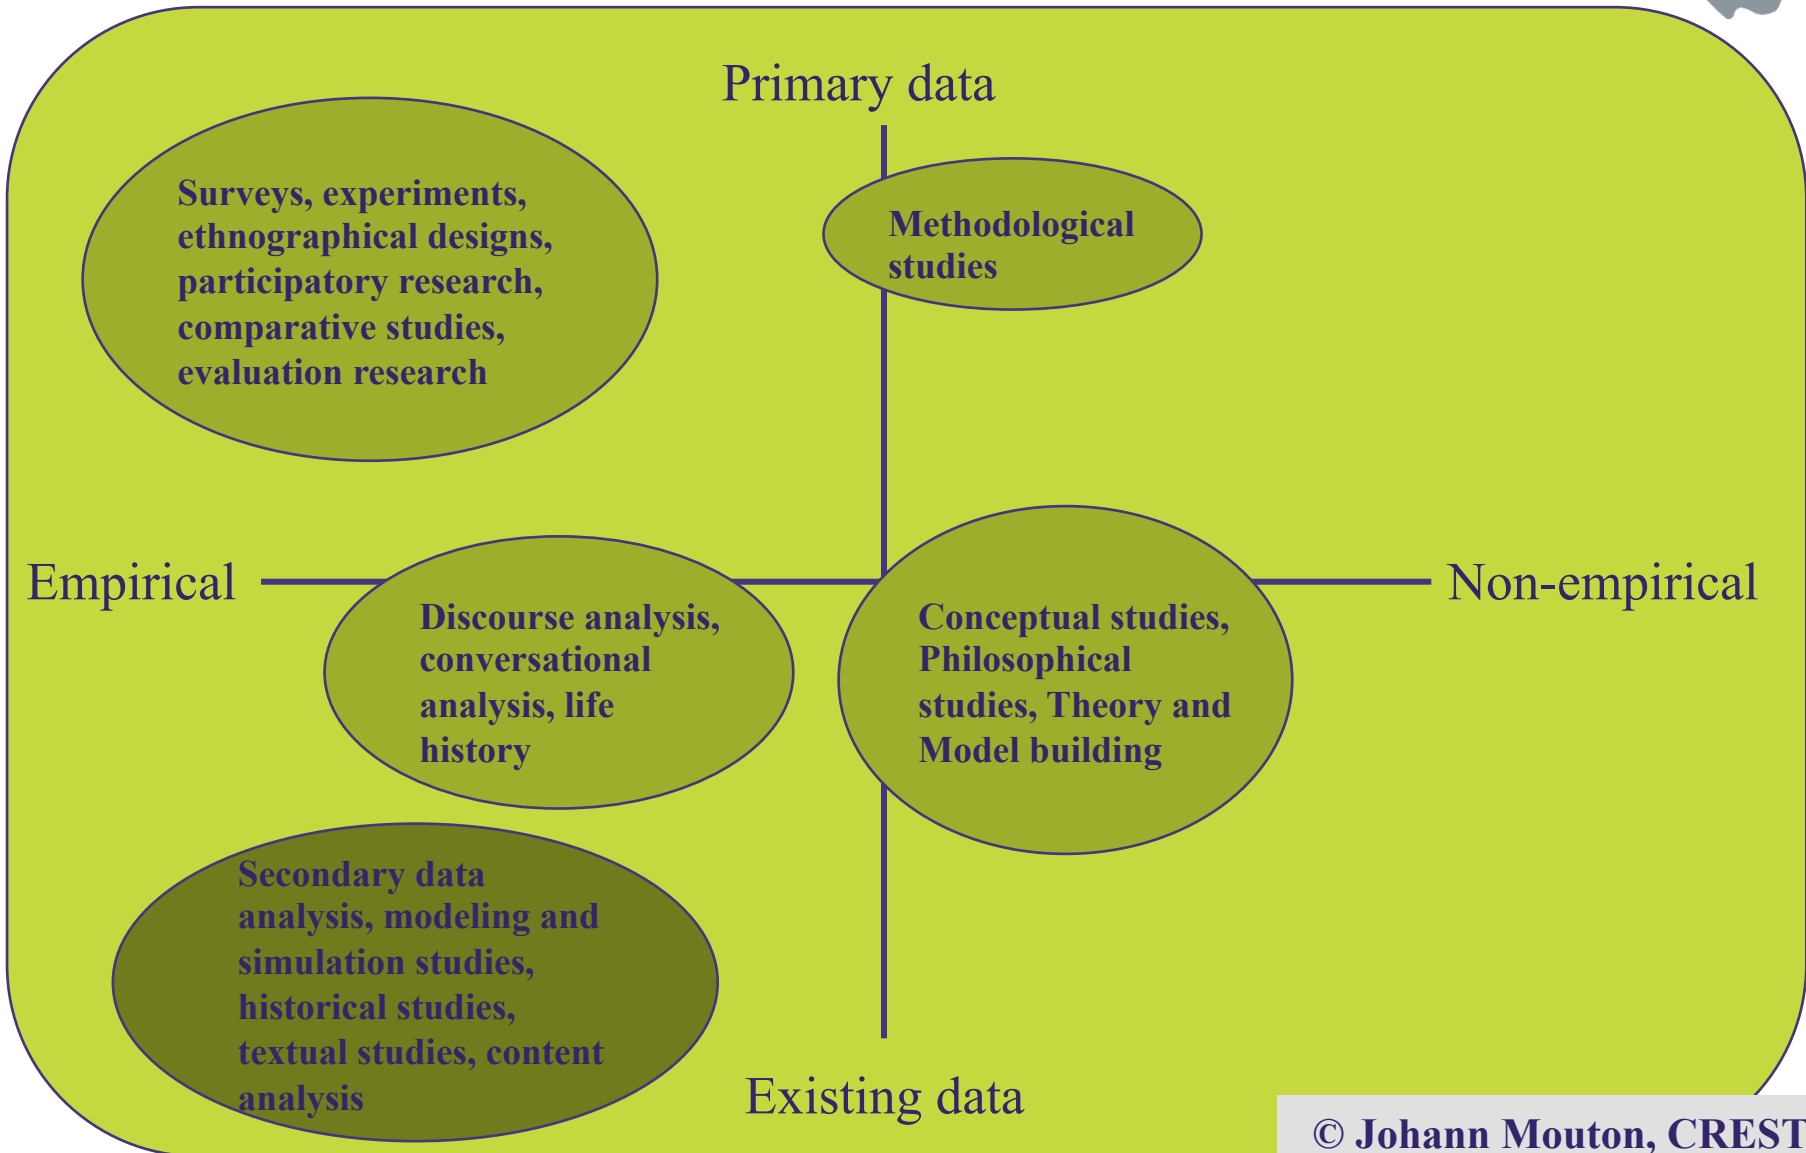 Primary data
Surveys, experiments,
ethnographical designs,
participatory research,
comparative studies,
evaluation research
Methodological
studies
Empirical
Non-empirical
Discourse analysis,
conversational
analysis, life
history
Conceptual studies,
Philosophical
studies, Theory and
Model building
Secondary data
analysis, modeling and
simulation studies,
historical studies,
textual studies, content
analysis
Existing data
© Johann Mouton, CREST